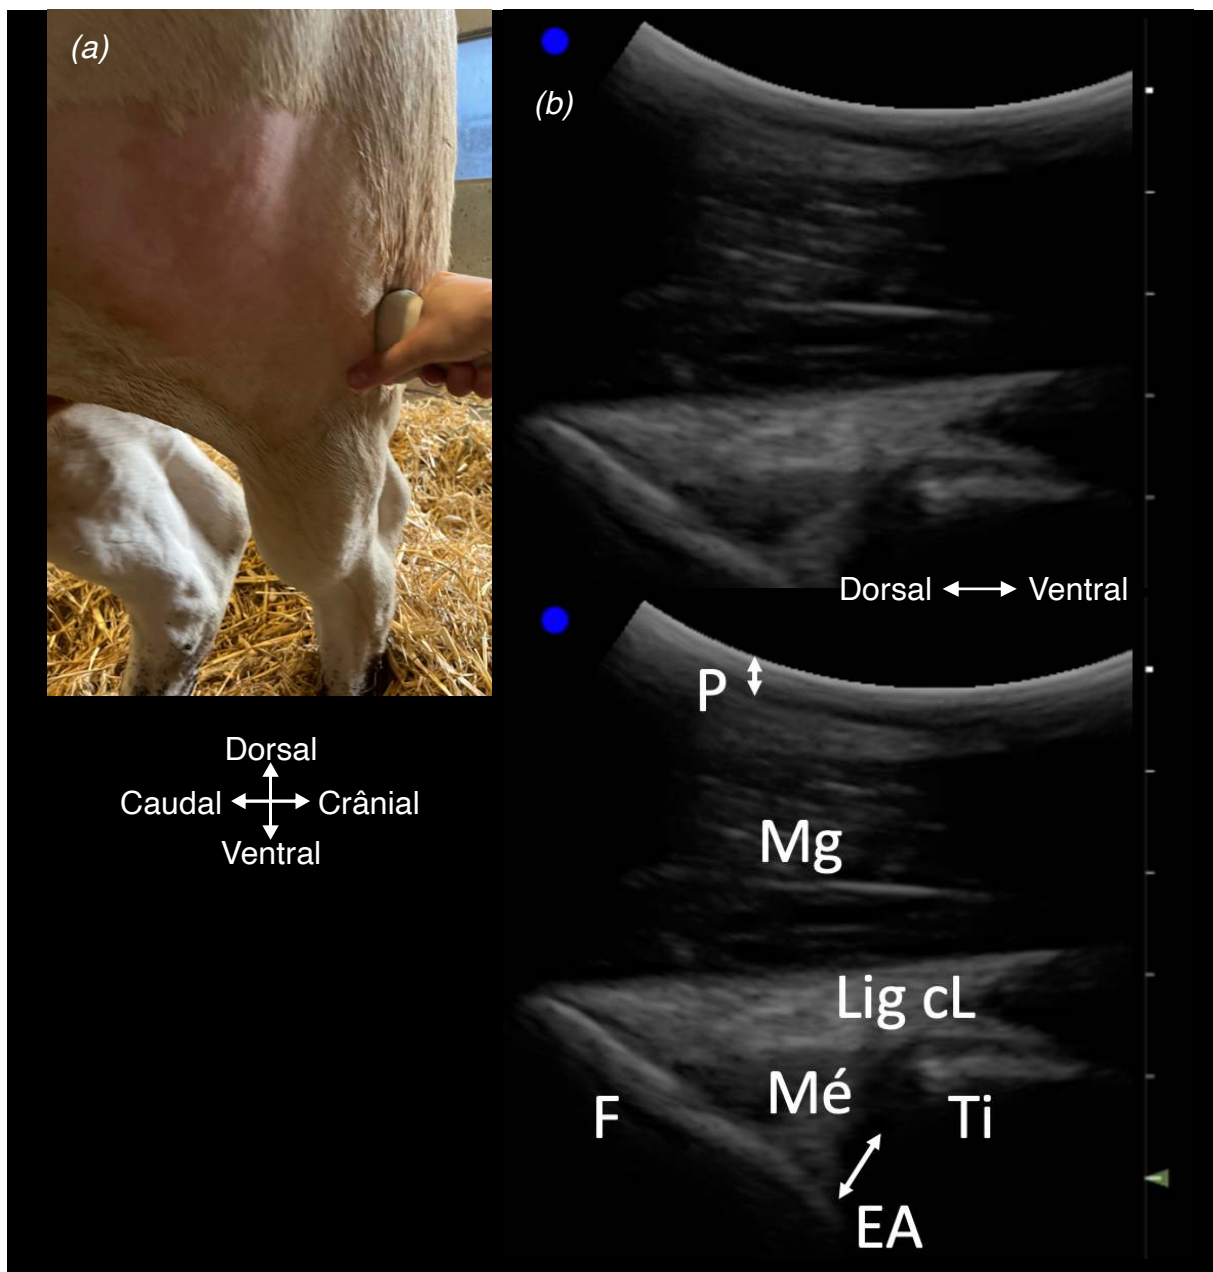 (a)
(b)
Dorsal Ventral
P
Mg
Lig cL
Mé
F
Ti
EA
Dorsal
Caudal Crânial
Ventral